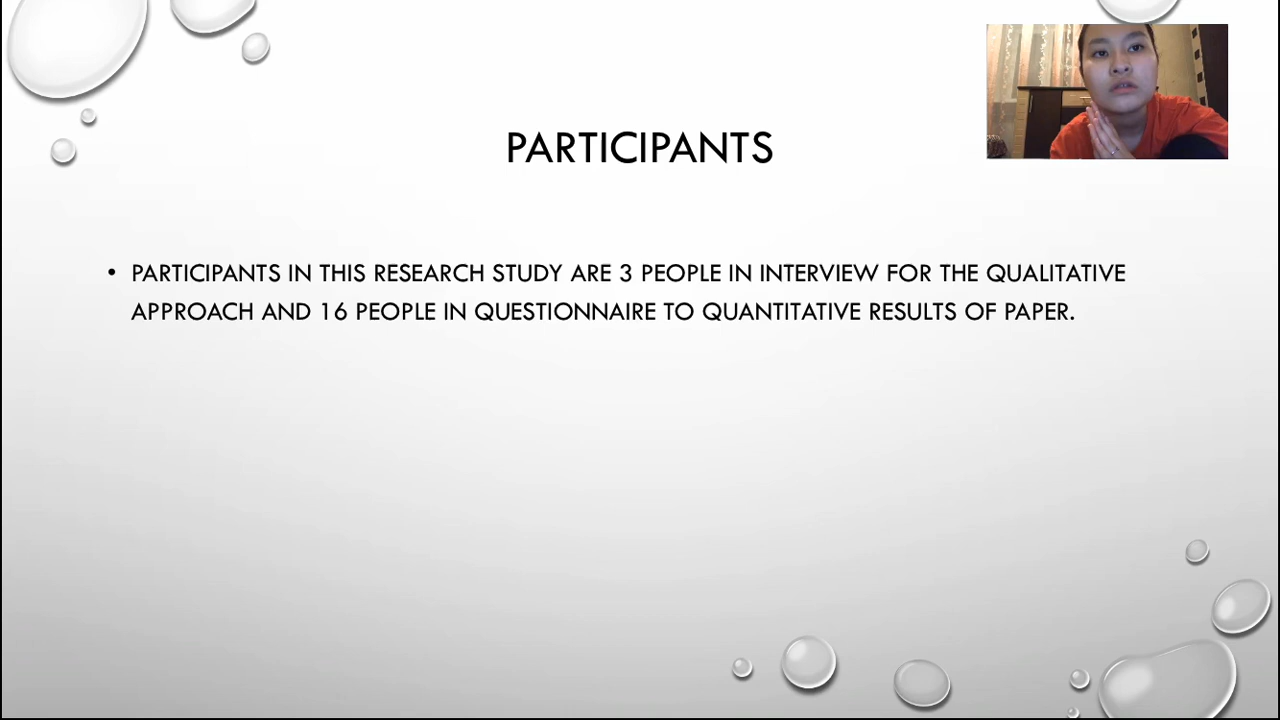 PARTICIPANTS
• PARTICIPANTS IN THIS RESEARCH STUDY ARE 3 PEOPLE IN INTERVIEW FOR THE QUALITATIVE
APPROACH AND 16 PEOPLE IN QUESTIONNAIRE TO QUANTITATIVE RESULTS OF PAPER.